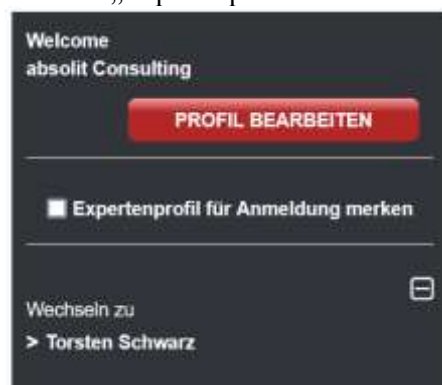 Welcome
absolit Consulting
PROFIL BEARBEITEN
Expertenprofil für Anmeldung merken
Wechseln zu
> Torsten Schwarz